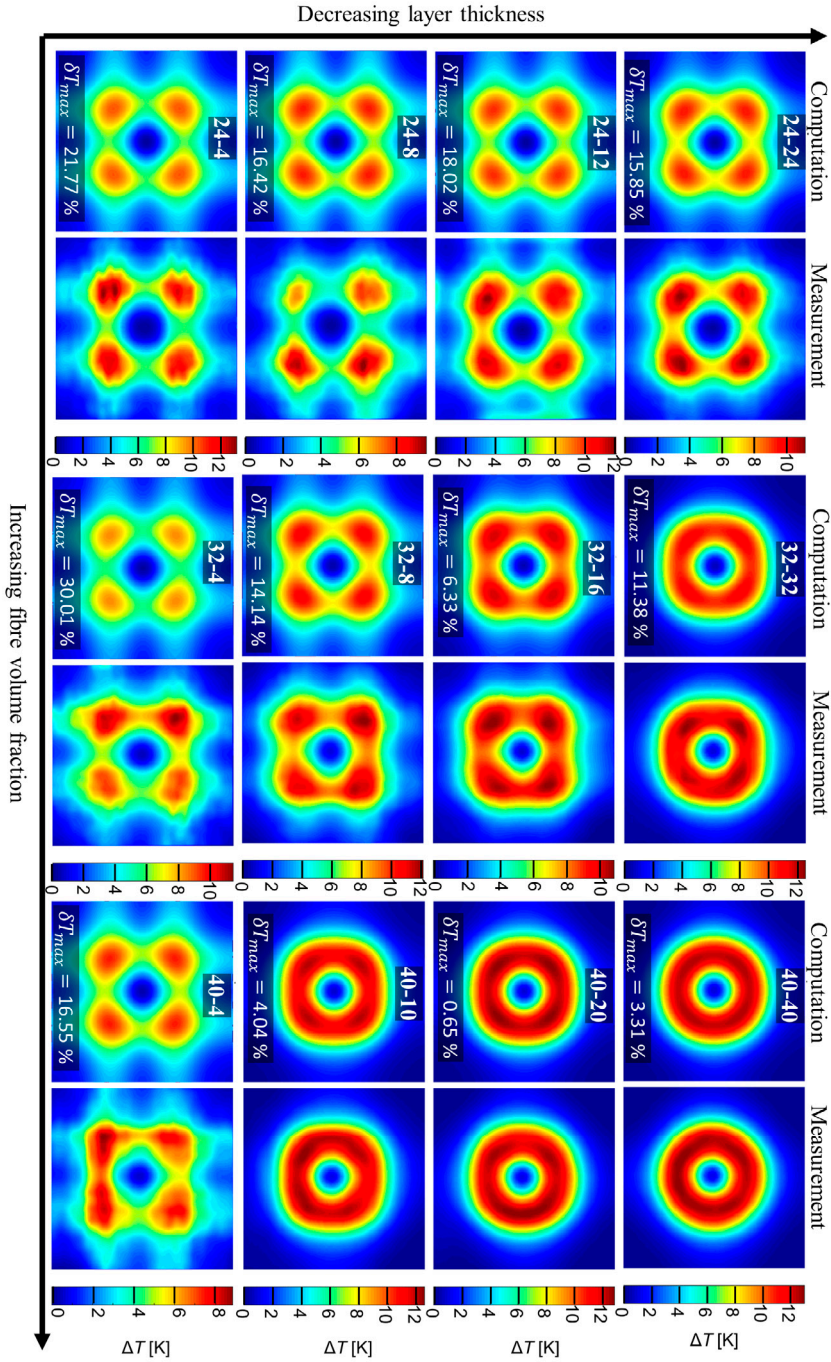 Decreasing layer thickness
Computation
Measurement
Computation
Measurement
Computation
Measurement
24-24
δT_max = 15.85 %
0 2 4 6 8 10
32-32
δT_max = 11.38 %
0 2 4 6 8 10 12
40-40
δT_max = 3.31 %
0 2 4 6 8 10 12
ΔT [K]
24-12
δT_max = 18.02 %
0 2 4 6 8 10 12
32-16
δT_max = 6.33 %
0 2 4 6 8 10
40-20
δT_max = 0.65 %
0 2 4 6 8 10 12
ΔT [K]
24-8
δT_max = 16.42 %
0 2 4 6 8
32-8
δT_max = 14.14 %
0 2 4 6 8 10 12
40-10
δT_max = 4.04 %
0 2 4 6 8 10 12
ΔT [K]
24-4
δT_max = 21.77 %
0 2 4 6 8 10 12
32-4
δT_max = 30.01 %
0 2 4 6 8 10
40-4
δT_max = 16.55 %
0 2 4 6 8
ΔT [K]
Increasing fibre volume fraction